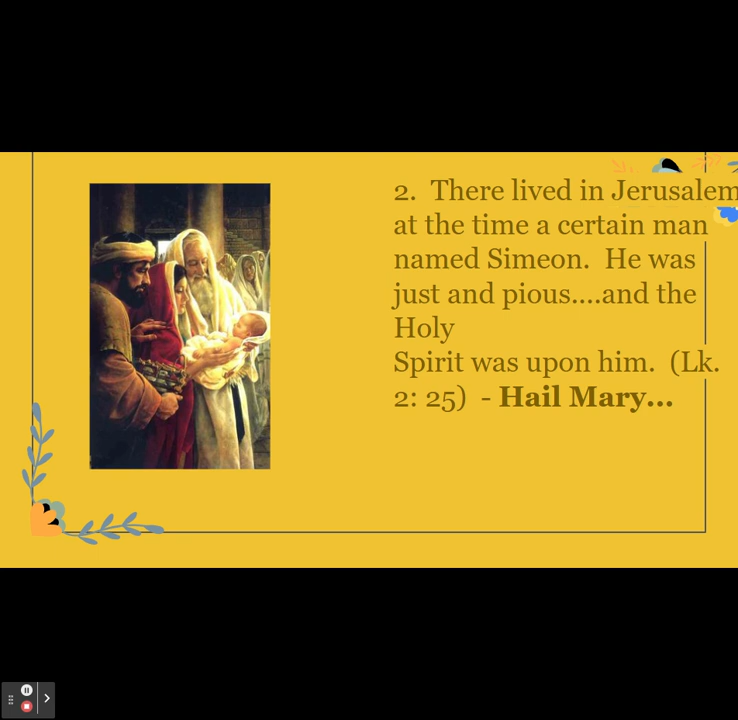 2.  There lived in Jerusalem
at the time a certain man
named Simeon.  He was
just and pious....and the
Holy
Spirit was upon him.  (Lk.
2: 25)  - Hail Mary...